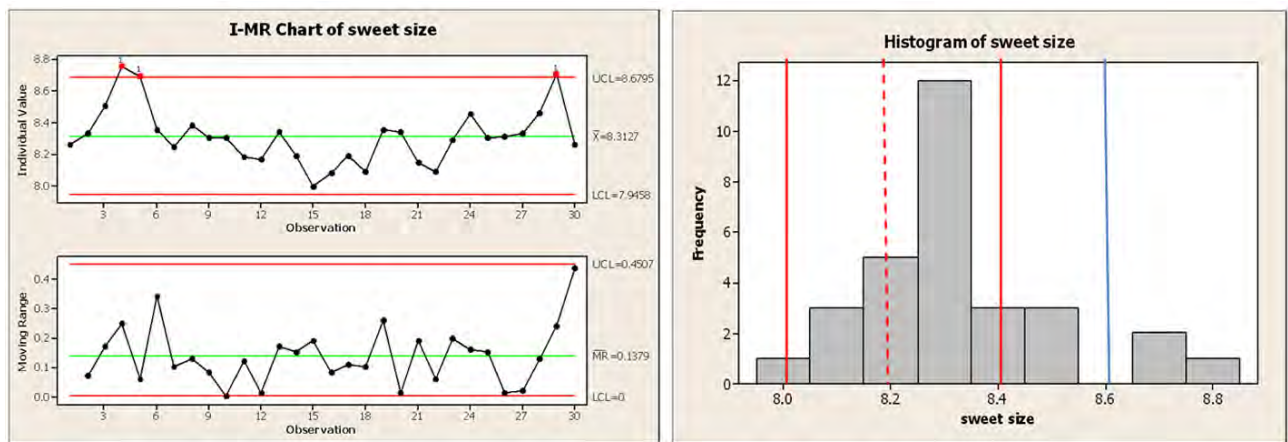 I-MR Chart of sweet size
8.8
8.6
8.4
8.2
8.0
Individual Value
1
1
1
UCL=8.6795
X̄=8.3127
LCL=7.9458
3 6 9 12 15 18 21 24 27 30
Observation
0.4
0.3
0.2
0.1
0.0
Moving Range
UCL=0.4507
M̅R̅=0.1379
LCL=0
3 6 9 12 15 18 21 24 27 30
Observation
Histogram of sweet size
12
10
8
6
4
2
0
Frequency
8.0 8.2 8.4 8.6 8.8
sweet size